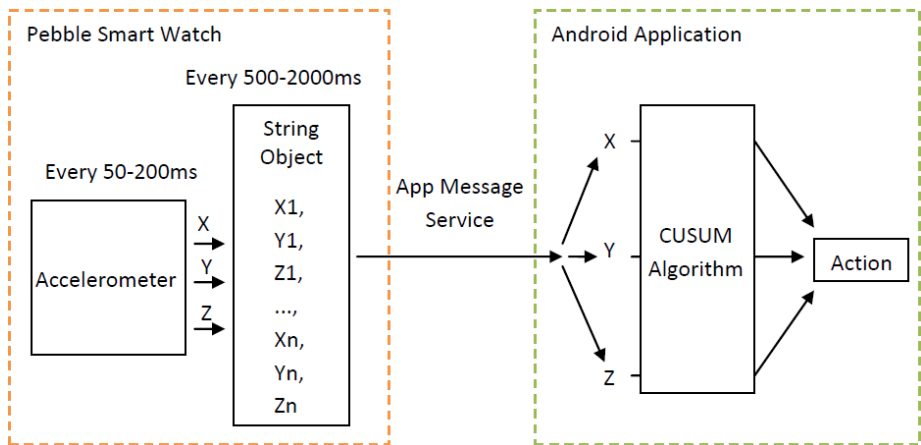 Pebble Smart Watch
Every 500-2000ms
String
Object
X1,
Y1,
Z1,
...,
Xn,
Yn,
Zn
Every 50-200ms
Accelerometer
X
Y
Z
App Message
Service
Android Application
X
Y
Z
CUSUM
Algorithm
Action